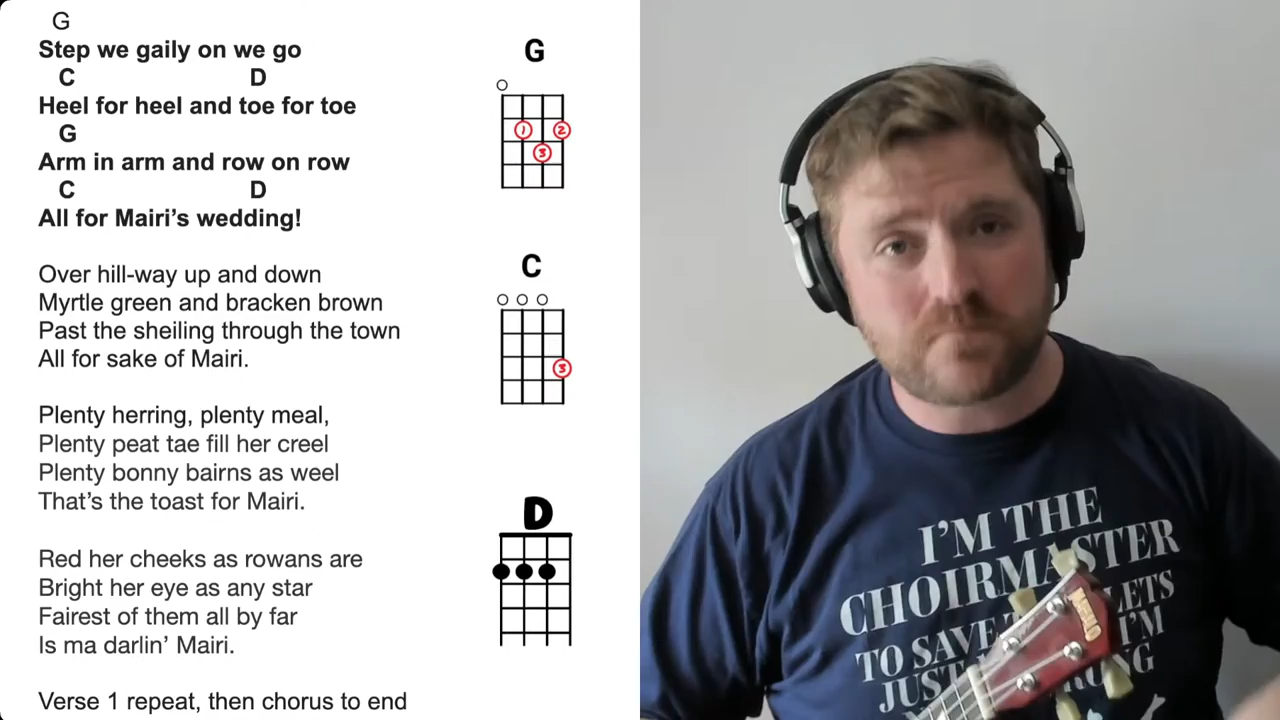 G
Step we gaily on we go
C D
Heel for heel and toe for toe
G
Arm in arm and row on row
C D
All for Mairi's wedding!
Over hill-way up and down
Myrtle green and bracken brown
Past the sheiling through the town
All for sake of Mairi.
Plenty herring, plenty meal,
Plenty peat tae fill her creel
Plenty bonny bairns as weel
That's the toast for Mairi.
Red her cheeks as rowans are
Bright her eye as any star
Fairest of them all by far
Is ma darlin' Mairi.
Verse 1 repeat, then chorus to end
G
1 2
3
C
3
D
I'M THE
CHOIRMASTER
TO SAVE
I'M
JUST